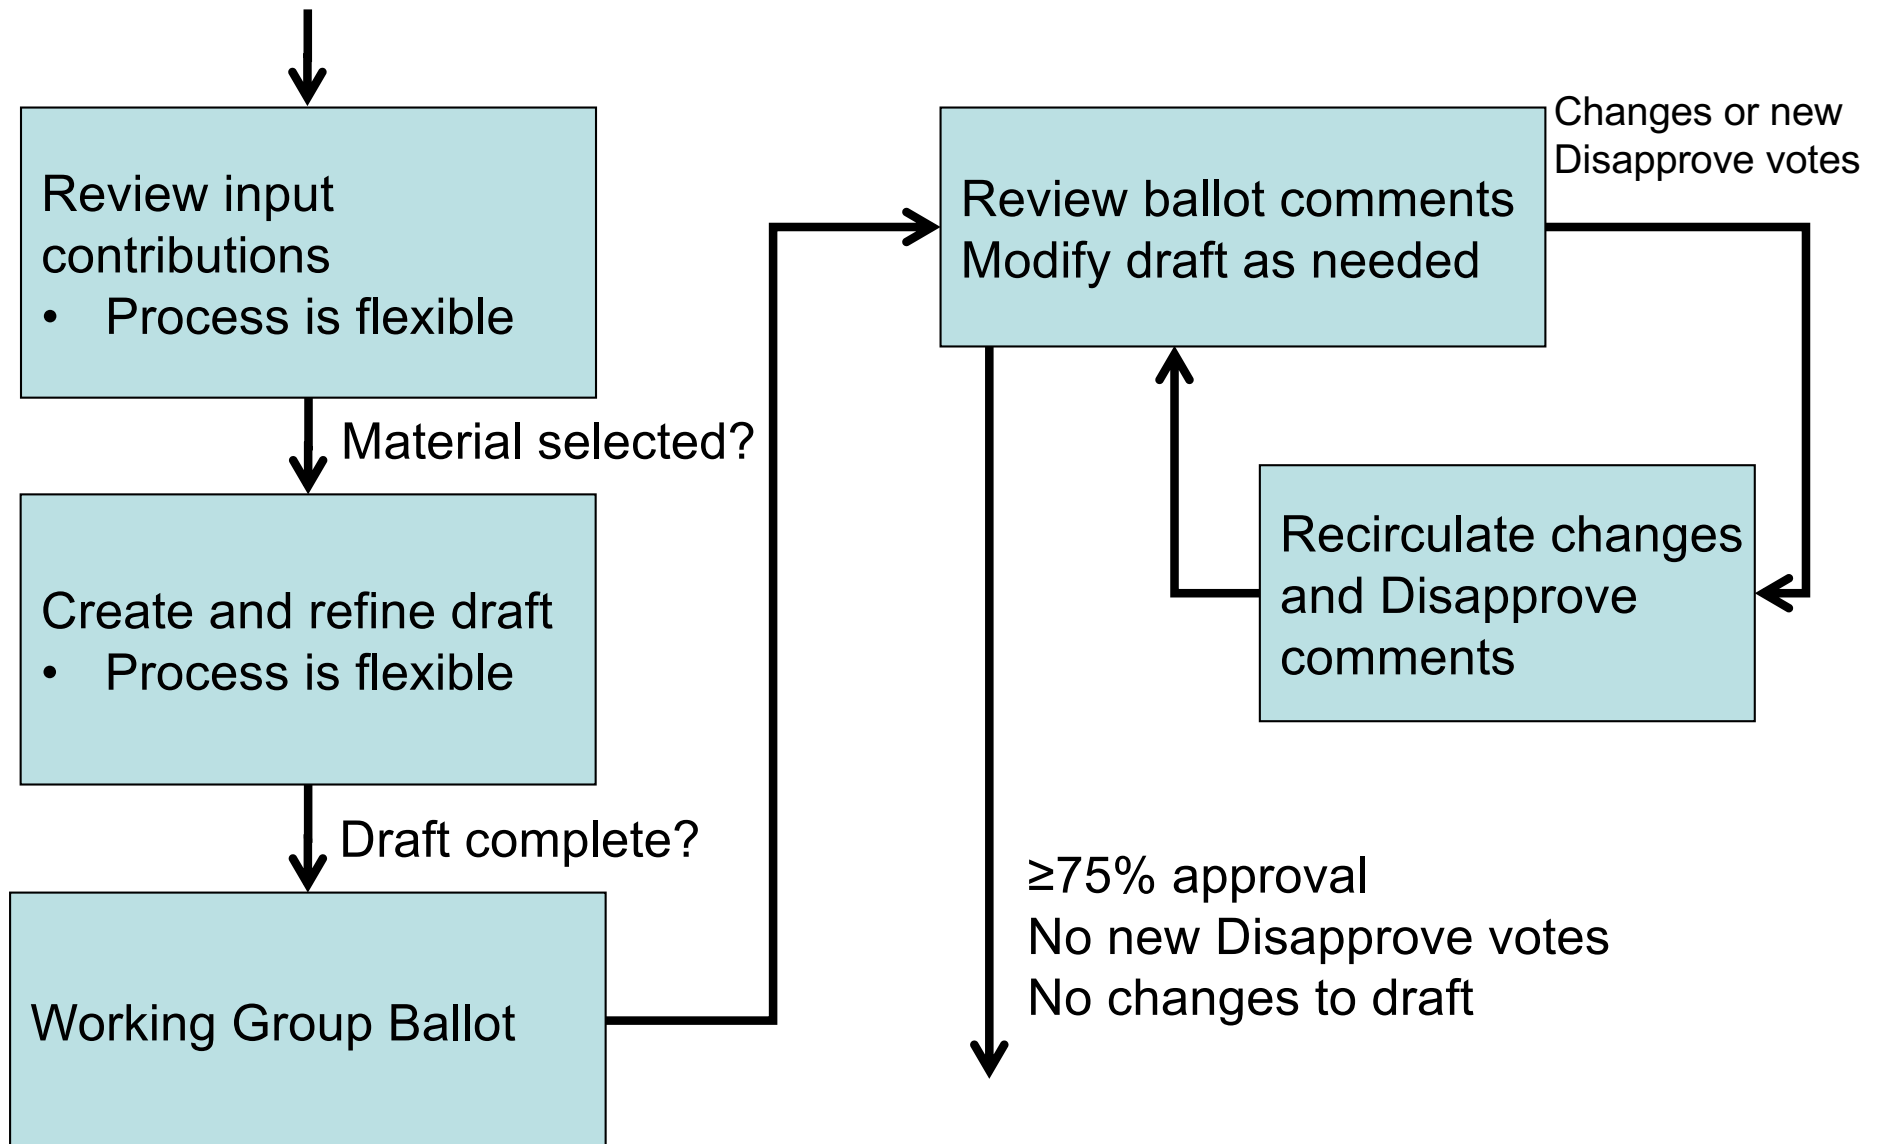 Review input
contributions
• Process is flexible
Material selected?
Create and refine draft
• Process is flexible
Draft complete?
Working Group Ballot
Review ballot comments
Modify draft as needed
Changes or new
Disapprove votes
Recirculate changes
and Disapprove
comments
≥75% approval
No new Disapprove votes
No changes to draft